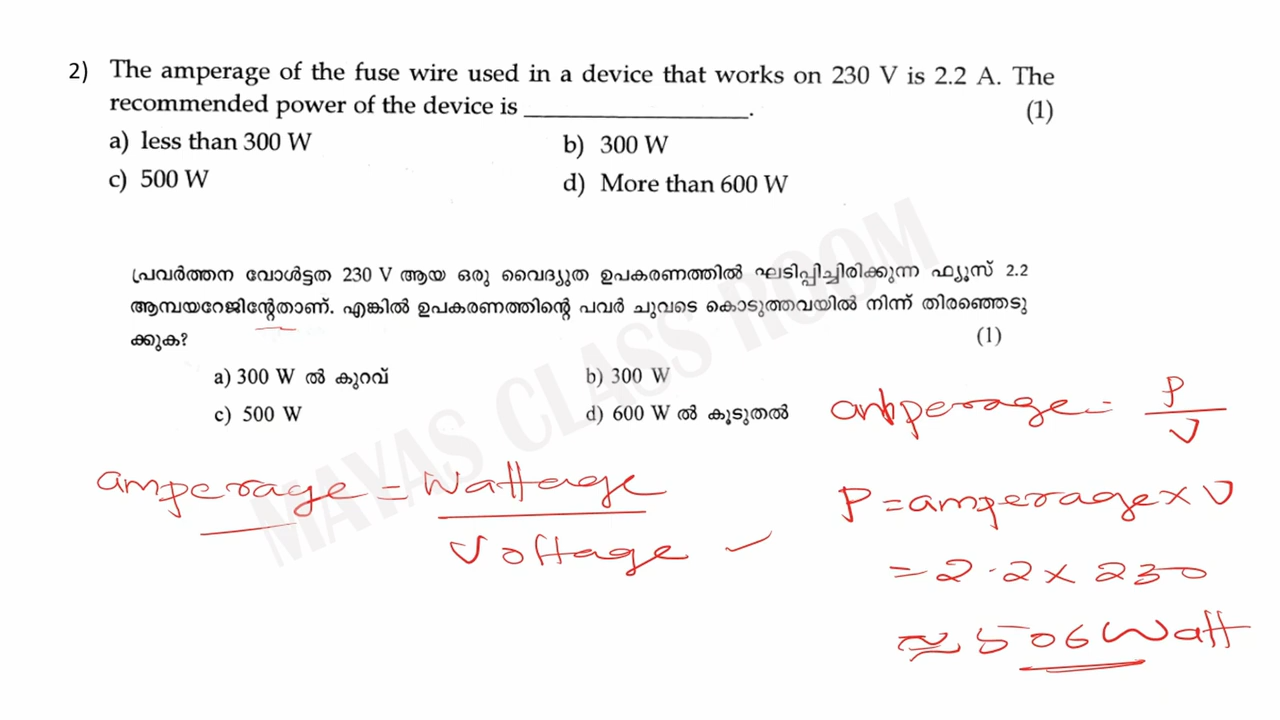 2) The amperage of the fuse wire used in a device that works on 230 V is 2.2 A. The
recommended power of the device is ____________________. (1)
a) less than 300 W b) 300 W
c) 500 W d) More than 600 W
പ്രവർത്തന വോൾട്ടത 230 V ആയ ഒരു വൈദ്യുത ഉപകരണത്തിൽ ഘടിപ്പിച്ചിരിക്കുന്ന ഫ്യൂസ് 2.2
ആമ്പയറേജിന്റേതാണ്. എങ്കിൽ ഉപകരണത്തിന്റെ പവർ ചുവടെ കൊടുത്തവയിൽ നിന്ന് തിരഞ്ഞെടു
ക്കുക? (1)
a) 300 W ൽ കുറവ് b) 300 W
c) 500 W d) 600 W ൽ കൂടുതൽ
amperage = P
V
amperage = Wattage
Voltage
P = amperage × V
= 2.2 × 230
≈ 506 Watt
MAYAS CLASS ROOM